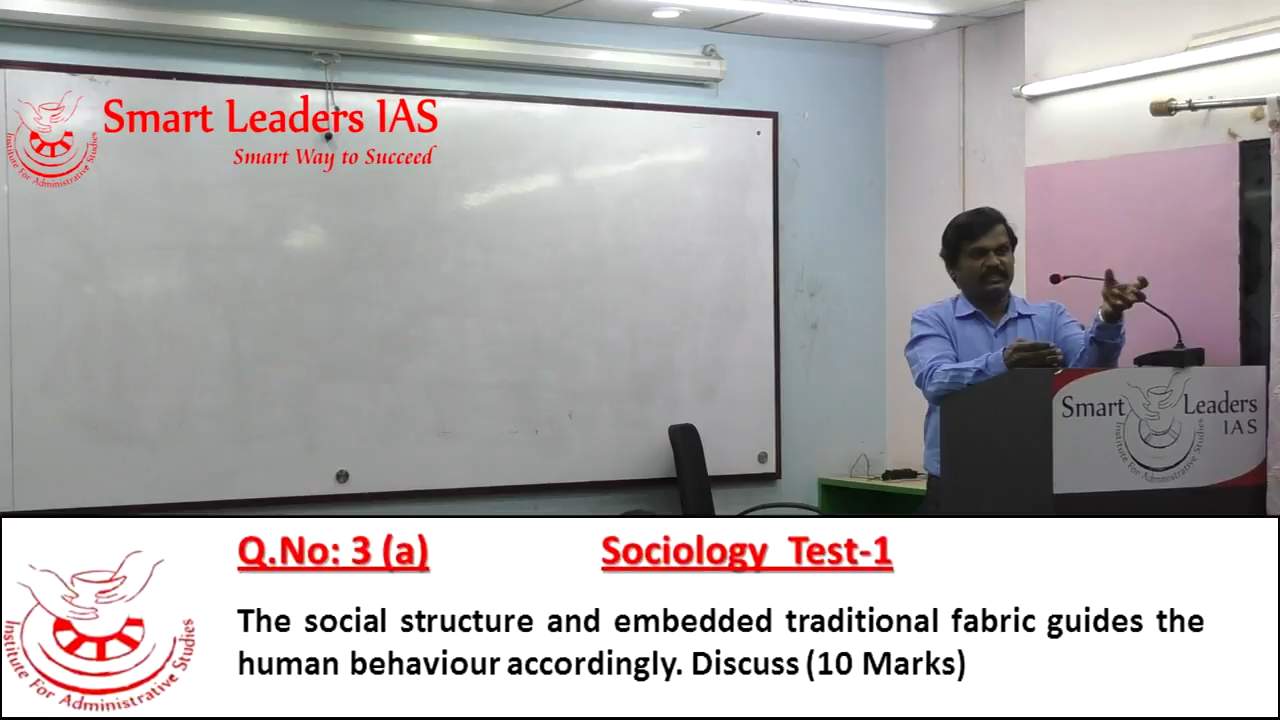 Smart Leaders IAS
Smart Way to Succeed
Institute For Administrative Studies
Smart Leaders
IAS
Institute For Administrative Studies
Q.No: 3 (a) Sociology Test-1
The social structure and embedded traditional fabric guides the
human behaviour accordingly. Discuss (10 Marks)
Institute For Administrative Studies